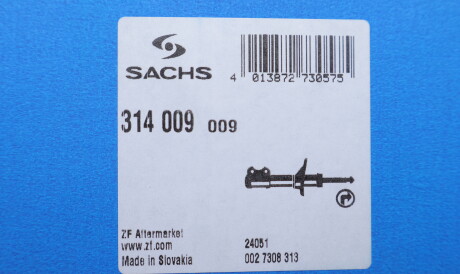 SACHS
4 013872 730575
314 009 009
ZF Aftermarket
www.zf.com
Made in Slovakia
24051
002 7308 313